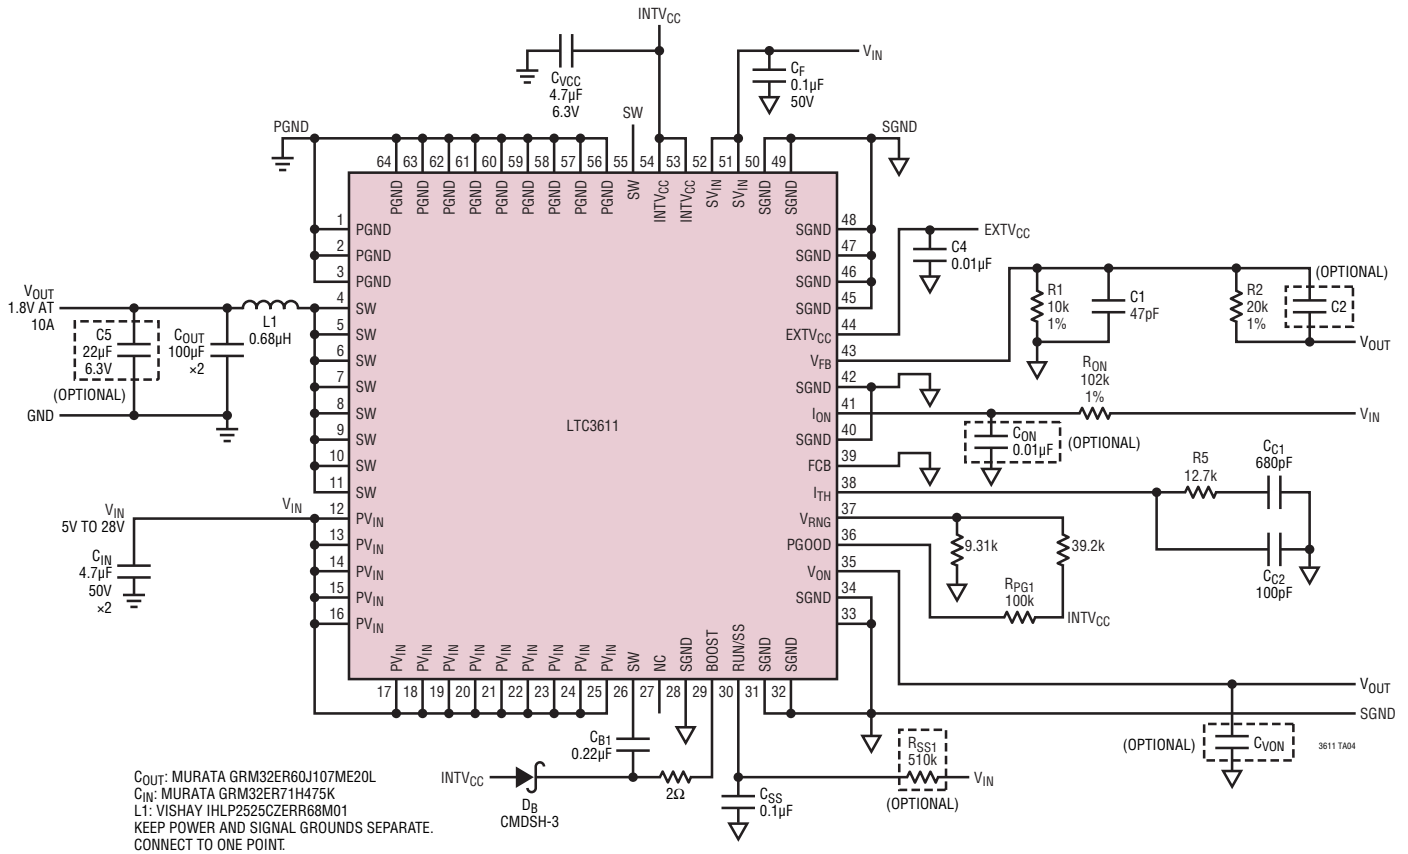 INTVCC
CVCC
4.7µF
6.3V
CF
0.1µF
50V
VIN
SW
PGND
SGND
64 63 62 61 60 59 58 57 56 55 54 53 52 51 50 49
PGND PGND PGND PGND PGND PGND PGND PGND PGND SW INTVCC INTVCC SVIN SVIN SGND SGND
1 PGND
2 PGND
3 PGND
4 SW
5 SW
6 SW
7 SW
8 SW
9 SW
10 SW
11 SW
12 PVIN
13 PVIN
14 PVIN
15 PVIN
16 PVIN
LTC3611
SGND 48
SGND 47
SGND 46
SGND 45
EXTVCC 44
VFB 43
SGND 42
ION 41
SGND 40
FCB 39
ITH 38
VRNG 37
PGOOD 36
VON 35
SGND 34
33
PVIN PVIN PVIN PVIN PVIN PVIN PVIN PVIN PVIN SW NC SGND BOOST RUN/SS SGND SGND
17 18 19 20 21 22 23 24 25 26 27 28 29 30 31 32
VOUT
1.8V AT
10A
C5
22µF
6.3V
(OPTIONAL)
COUT
100µF
×2
L1
0.68µH
GND
VIN
5V TO 28V
VIN
CIN
4.7µF
50V
×2
EXTVCC
C4
0.01µF
R1
10k
1%
C1
47pF
R2
20k
1%
(OPTIONAL)
C2
VOUT
RON
102k
1%
VIN
CON
0.01µF
(OPTIONAL)
R5
12.7k
CC1
680pF
CC2
100pF
9.31k
39.2k
RPG1
100k
INTVCC
VOUT
SGND
(OPTIONAL)
CVON
3611 TA04
CB1
0.22µF
INTVCC
DB
CMDSH-3
2Ω
CSS
0.1µF
RSS1
510k
(OPTIONAL)
VIN
COUT: MURATA GRM32ER60J107ME20L
CIN: MURATA GRM32ER71H475K
L1: VISHAY IHLP2525CZERR68M01
KEEP POWER AND SIGNAL GROUNDS SEPARATE.
CONNECT TO ONE POINT.